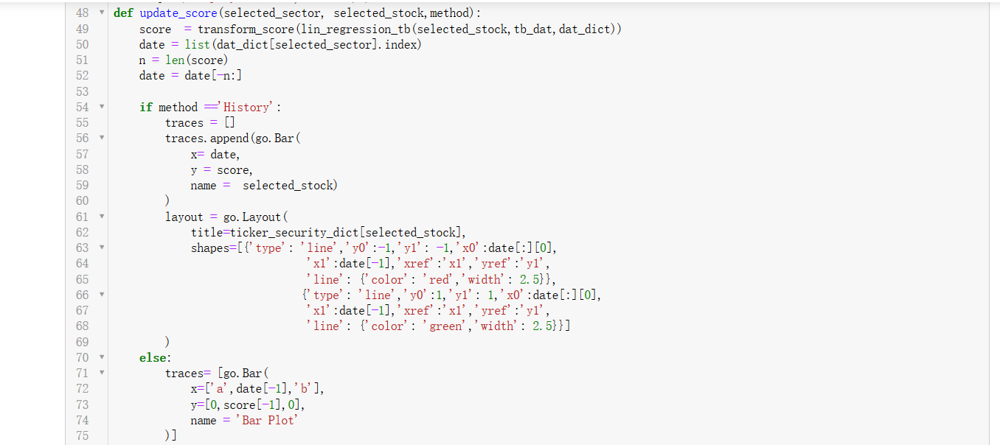 48 def update_score(selected_sector, selected_stock,method):
49     score  = transform_score(lin_regression_tb(selected_stock,tb_dat,dat_dict))
50     date = list(dat_dict[selected_sector].index)
51     n = len(score)
52     date = date[-n:]
53
54     if method =='History':
55         traces = []
56         traces.append(go.Bar(
57             x= date,
58             y = score,
59             name =  selected_stock)
60         )
61         layout = go.Layout(
62             title=ticker_security_dict[selected_stock],
63             shapes=[{'type': 'line','y0':-1,'y1': -1,'x0':date[:][0],
64                               'x1':date[-1],'xref':'x1','yref':'y1',
65                               'line': {'color': 'red','width': 2.5}},
66                              {'type': 'line','y0':1,'y1': 1,'x0':date[:][0],
67                               'x1':date[-1],'xref':'x1','yref':'y1',
68                               'line': {'color': 'green','width': 2.5}}]
69         )
70     else:
71         traces= [go.Bar(
72             x=['a',date[-1],'b'],
73             y=[0,score[-1],0],
74             name = 'Bar Plot'
75         )]